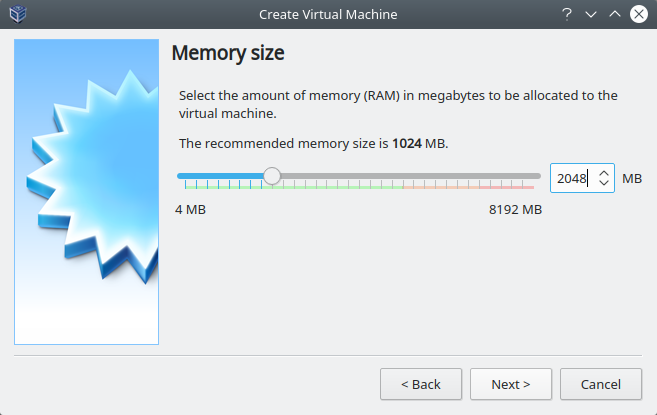 Create Virtual Machine
Memory size
Select the amount of memory (RAM) in megabytes to be allocated to the
virtual machine.
The recommended memory size is 1024 MB.
2048 MB
4 MB 8192 MB
< Back Next > Cancel